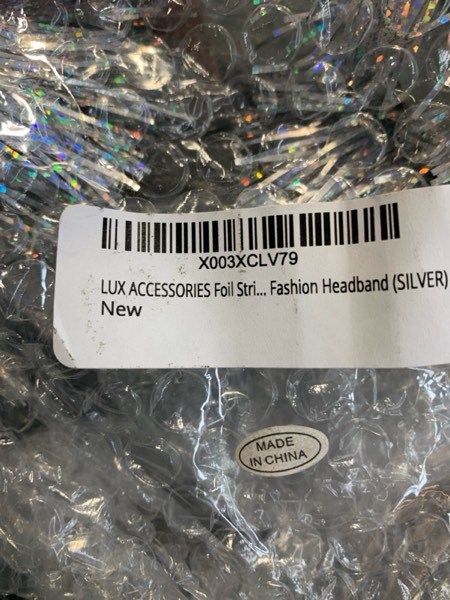 X003XCLV79
LUX ACCESSORIES Foil Stri... Fashion Headband (SILVER)
New
MADE
IN CHINA